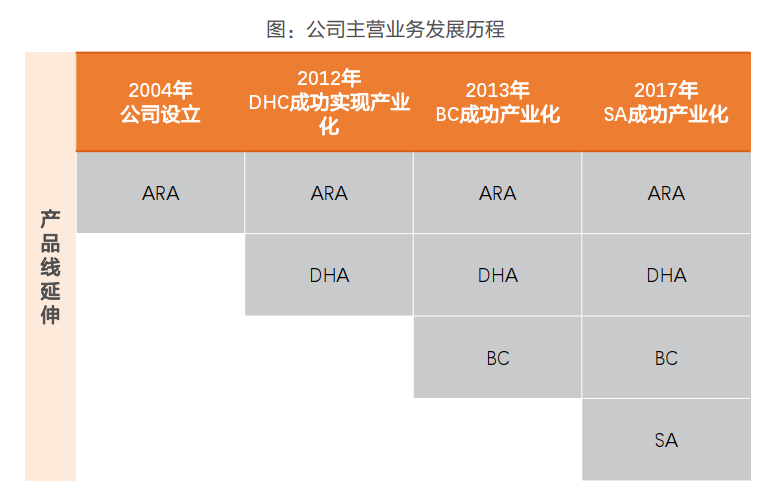 图：公司主营业务发展历程
2004年
公司设立
2012年
DHC成功实现产业
化
2013年
BC成功产业化
2017年
SA成功产业化
产
品
线
延
伸
ARA
ARA
ARA
ARA
DHA
DHA
DHA
BC
BC
SA